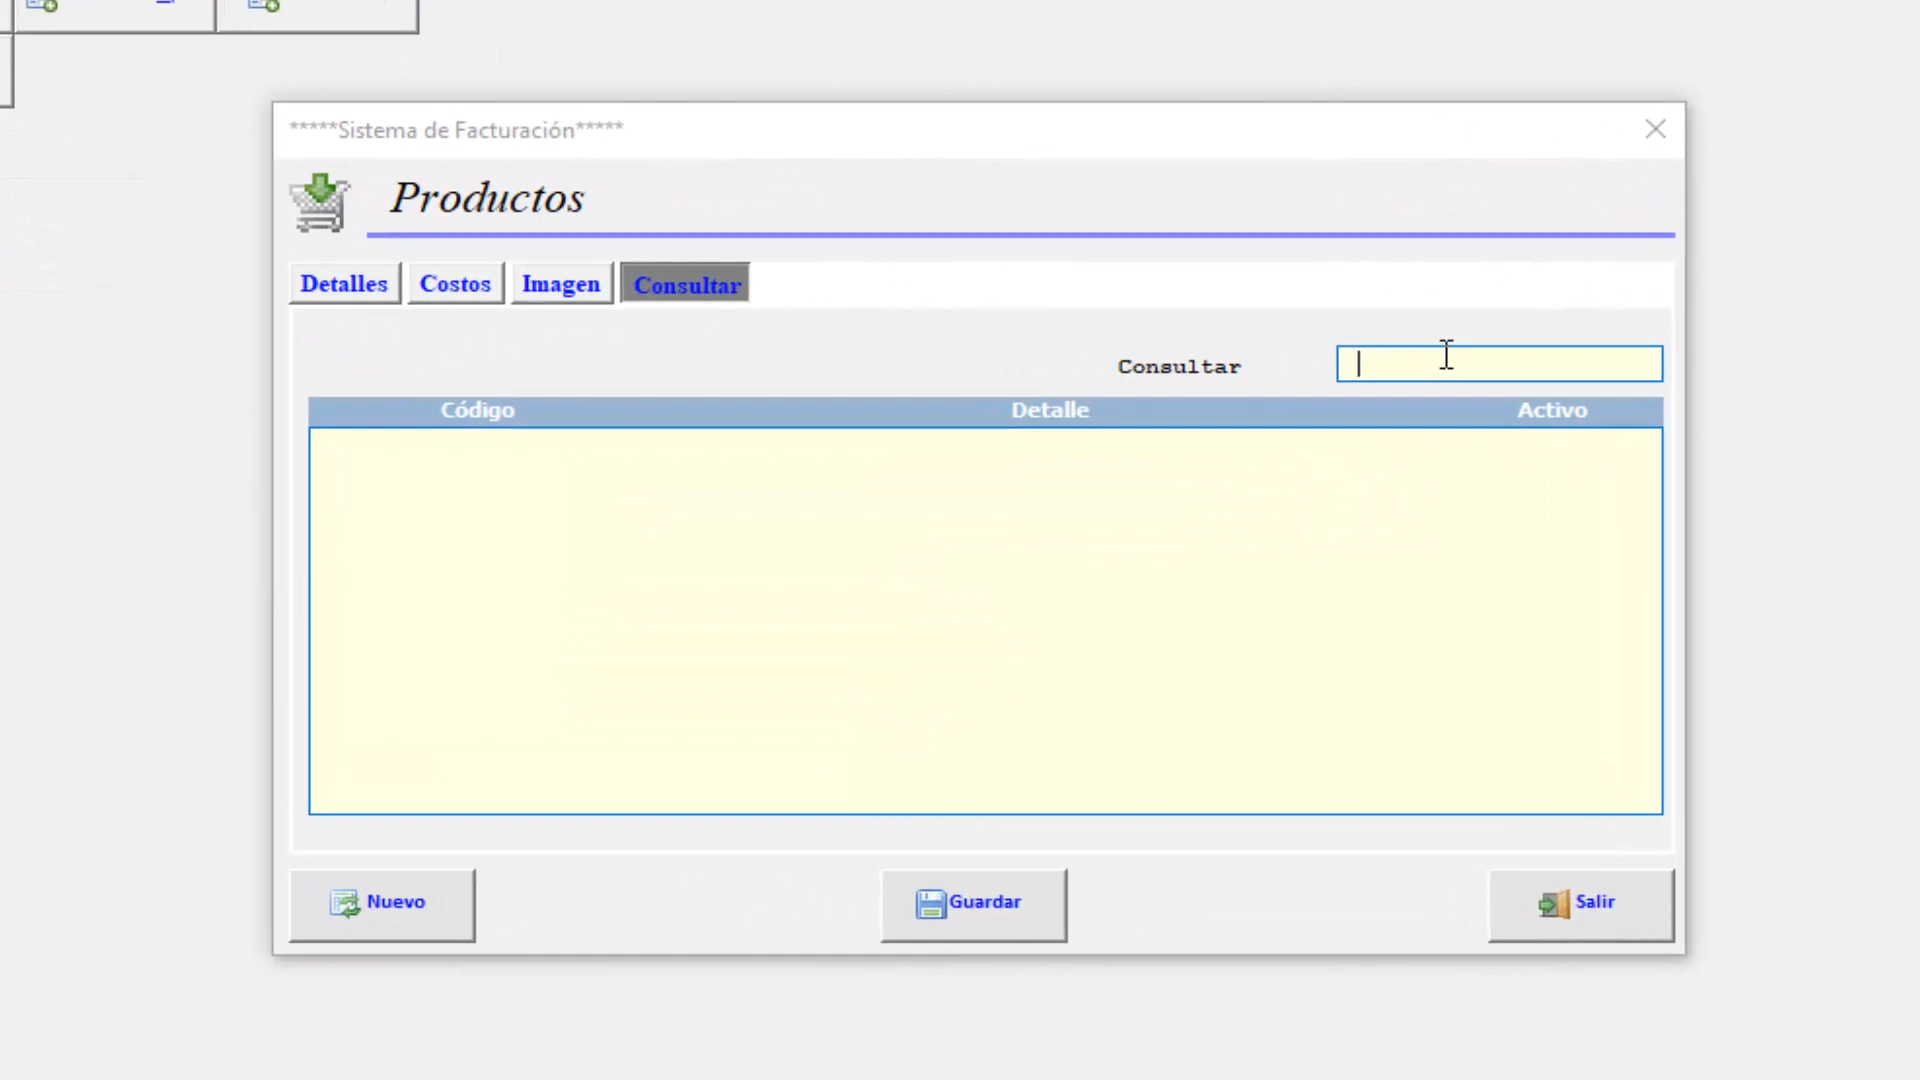 *****Sistema de Facturación*****
Productos
Detalles Costos Imagen Consultar
Consultar
Código Detalle Activo
Nuevo Guardar Salir